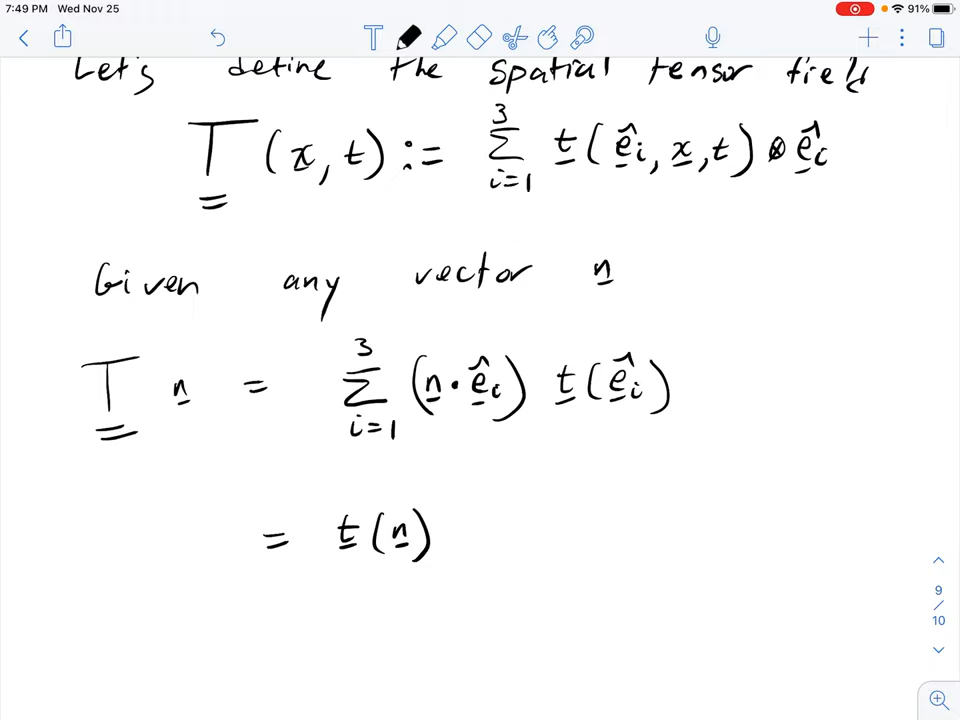 7:49 PM Wed Nov 25
91%
Let's define the spatial tensor field
T(x, t) := Σ_{i=1}^{3} t(ê_i, x, t) ⊗ ê_i
Given any vector n
T n = Σ_{i=1}^{3} (n · ê_i) t(ê_i)
= t(n)
9
/
10